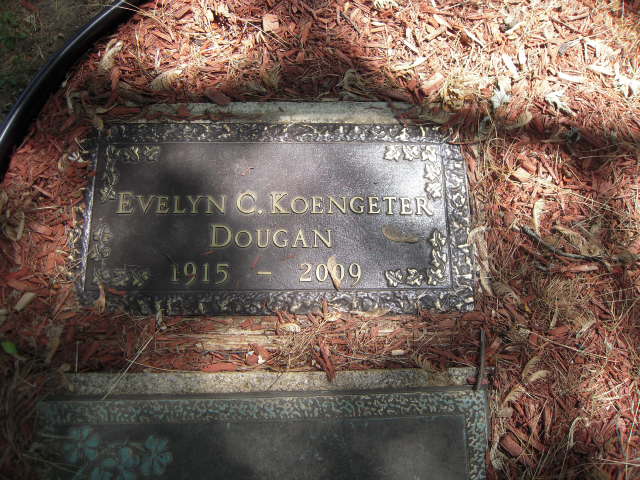 Evelyn C. Koengeter
Dougan
1915 - 2009